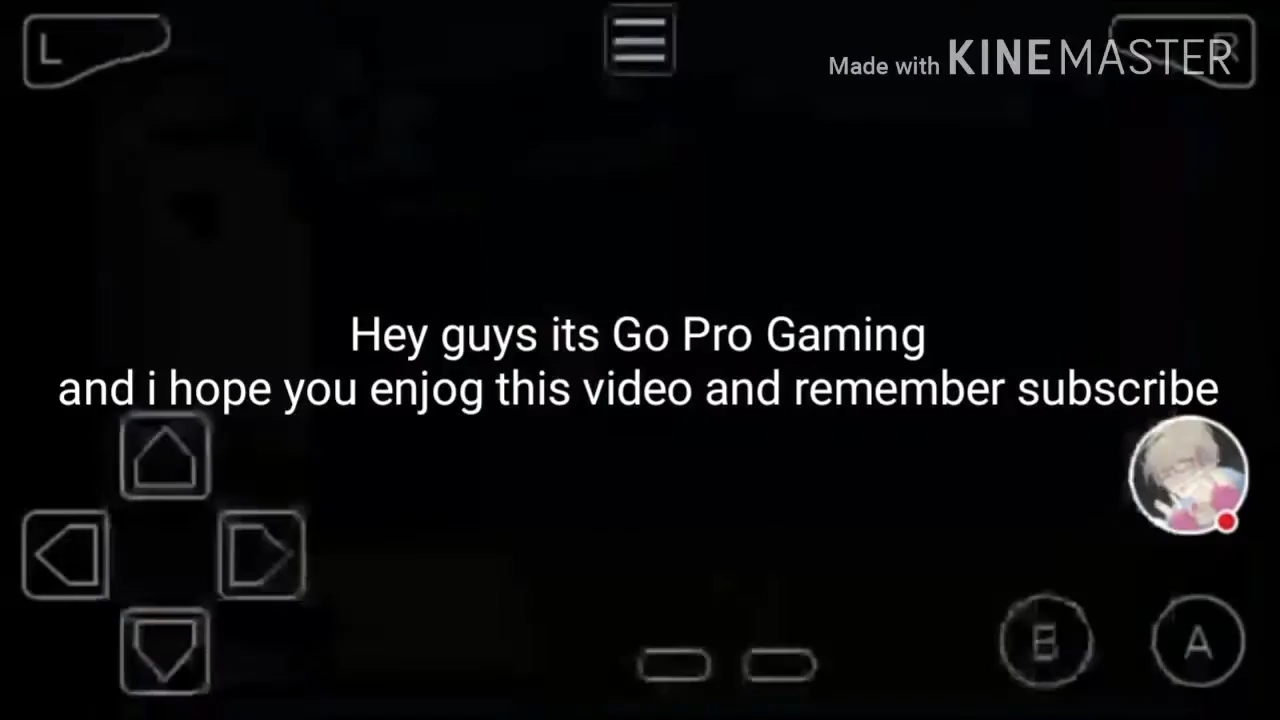 L
Made with KINEMASTER
R
Hey guys its Go Pro Gaming
and i hope you enjog this video and remember subscribe
B
A